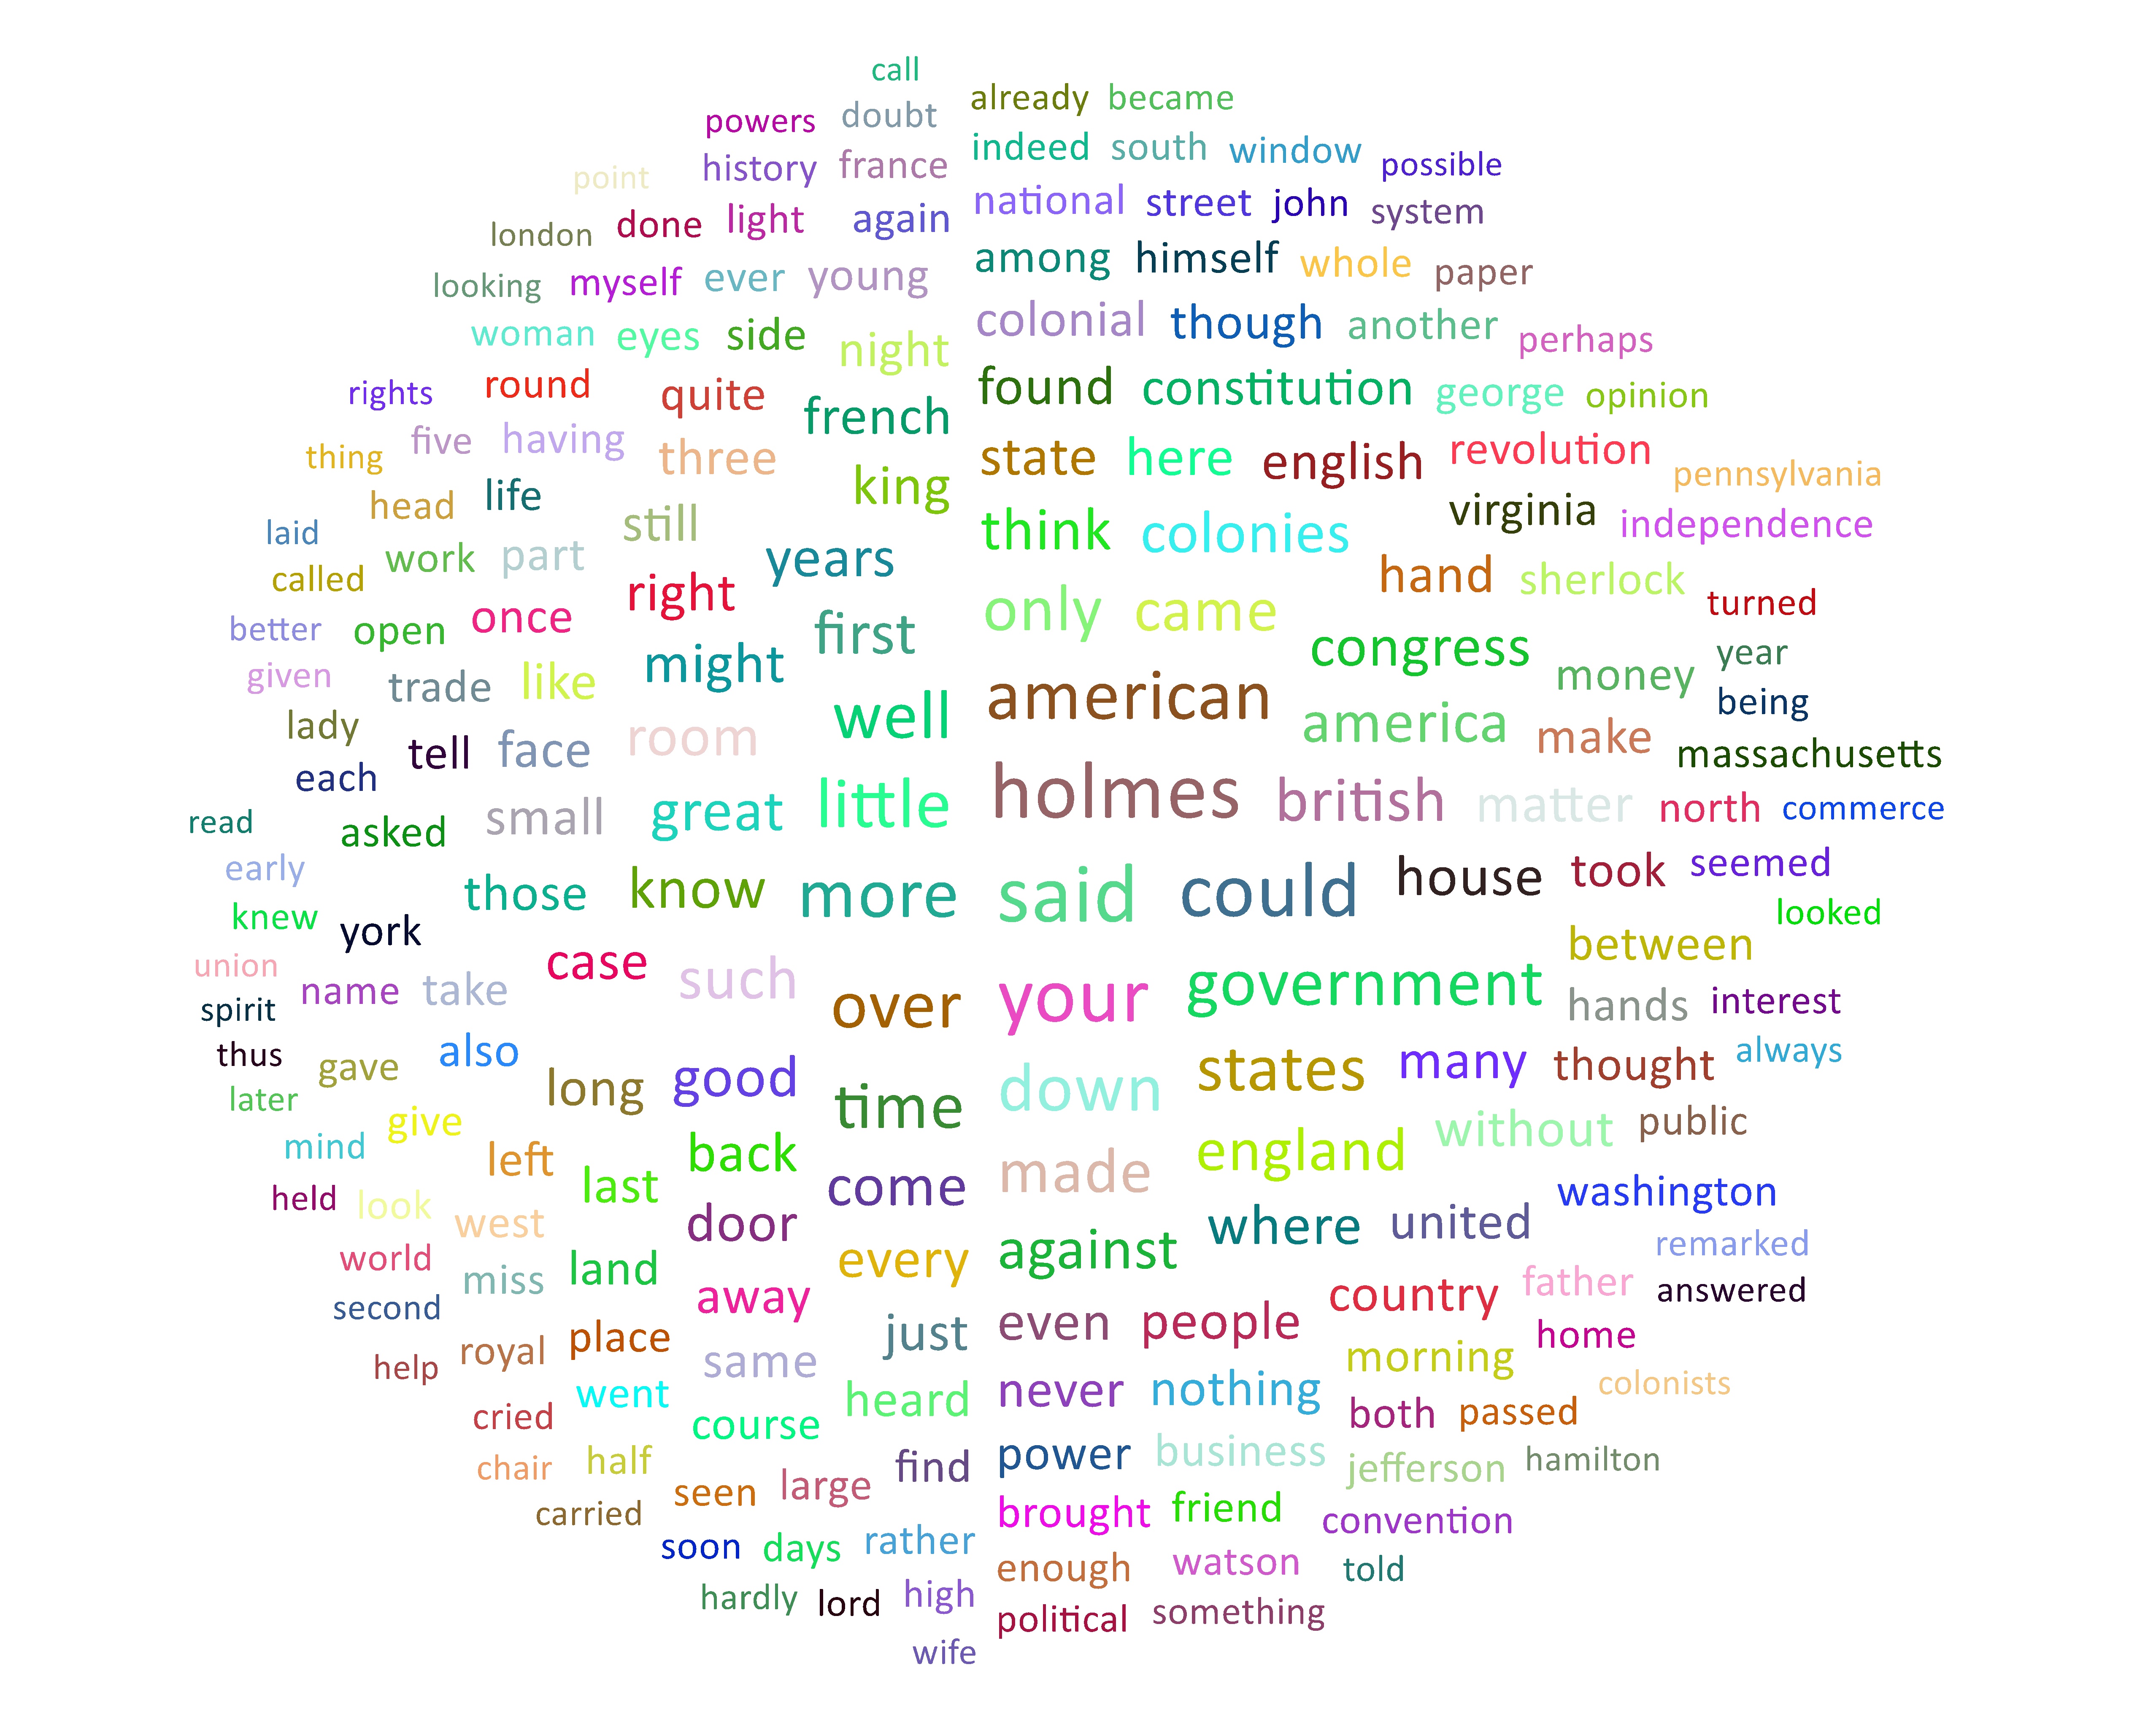 call
already became
powers doubt
indeed south window possible
point history france
national street john system
london done light again
among himself whole paper
looking myself ever young
colonial though another perhaps
woman eyes side night
found constitution george opinion
rights round quite french
thing five having three
state here english revolution pennsylvania
head life still king
virginia independence
laid work part years
think colonies
called right hand sherlock turned
better open once might first
only came congress money year
given trade like
american america make being
lady tell face room well
massachusetts
each small great little
holmes british matter north commerce
read asked
early those know more
said could house took seemed
knew york looked
union name take case such over
your government between
spirit hands interest
thus gave also long good time
down states many thought always
later give
mind left last back come
made england without public
held look west door
where united washington
world miss land away every
against remarked
second country father answered
help royal place same just
even people morning home
cried went course heard
never nothing both passed colonists
chair half seen large find
power business jefferson hamilton
carried
brought friend convention
soon days rather
enough watson told
hardly lord high
political something
wife